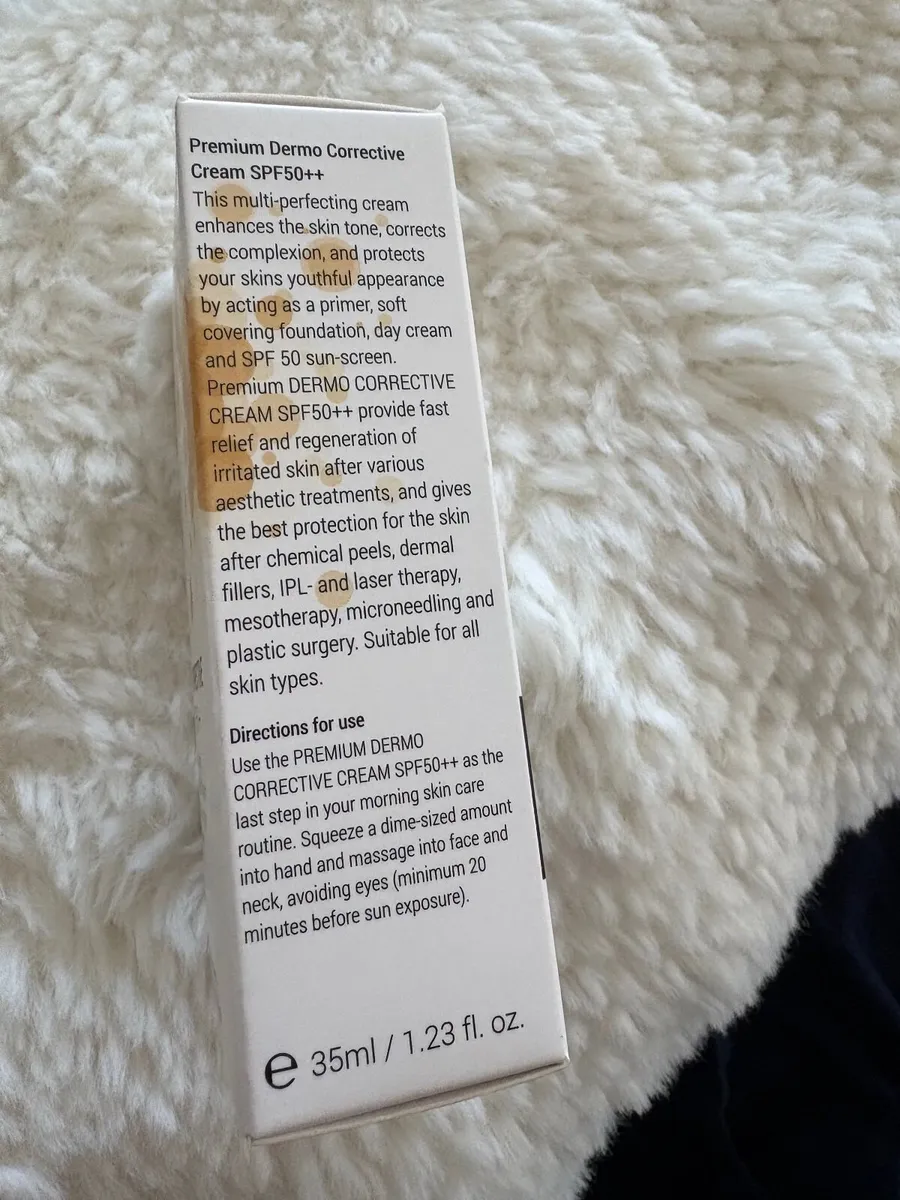 Premium Dermo Corrective
Cream SPF50++
This multi-perfecting cream
enhances the skin tone, corrects
the complexion, and protects
your skins youthful appearance
by acting as a primer, soft
covering foundation, day cream
and SPF 50 sun-screen.
Premium DERMO CORRECTIVE
CREAM SPF50++ provide fast
relief and regeneration of
irritated skin after various
aesthetic treatments, and gives
the best protection for the skin
after chemical peels, dermal
fillers, IPL- and laser therapy,
mesotherapy, microneedling and
plastic surgery. Suitable for all
skin types.
Directions for use
Use the PREMIUM DERMO
CORRECTIVE CREAM SPF50++ as the
last step in your morning skin care
routine. Squeeze a dime-sized amount
into hand and massage into face and
neck, avoiding eyes (minimum 20
minutes before sun exposure).
e 35ml / 1.23 fl. oz.